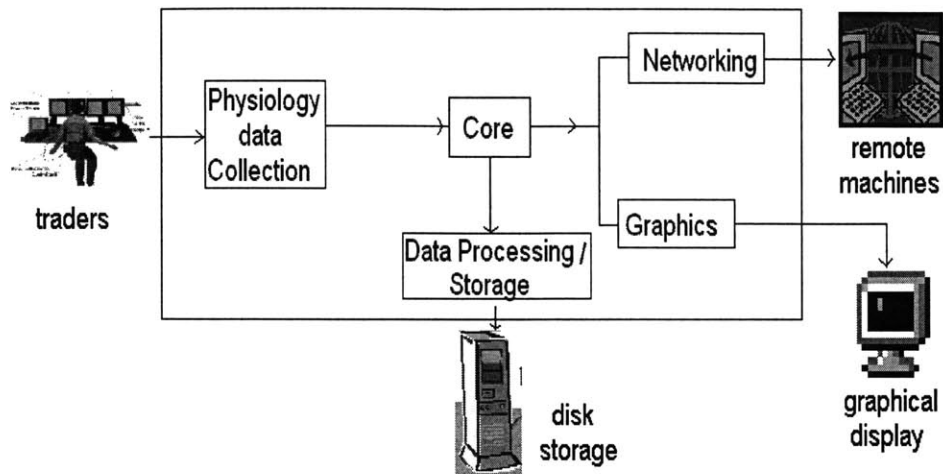 traders
Physiology
data
Collection
Core
Data Processing /
Storage
Networking
Graphics
remote
machines
disk
storage
graphical
display